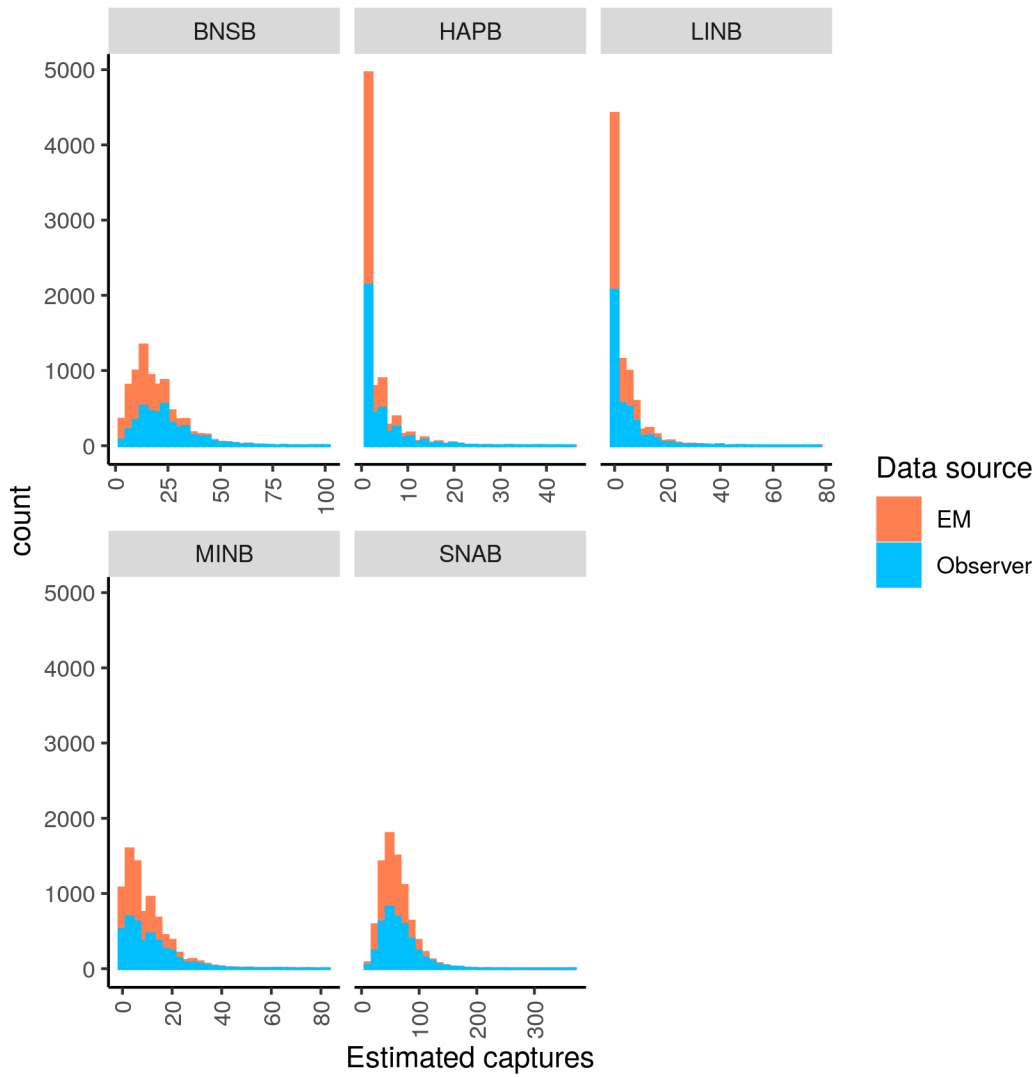 BNSB HAPB LINB
5000
4000
3000
2000
1000
0
0 25 50 75 100 0 10 20 30 40 0 20 40 60 80
MINB SNAB
5000
4000
3000
2000
1000
0
0 20 40 60 80 0 100 200 300
count
Estimated captures
Data source
EM
Observer